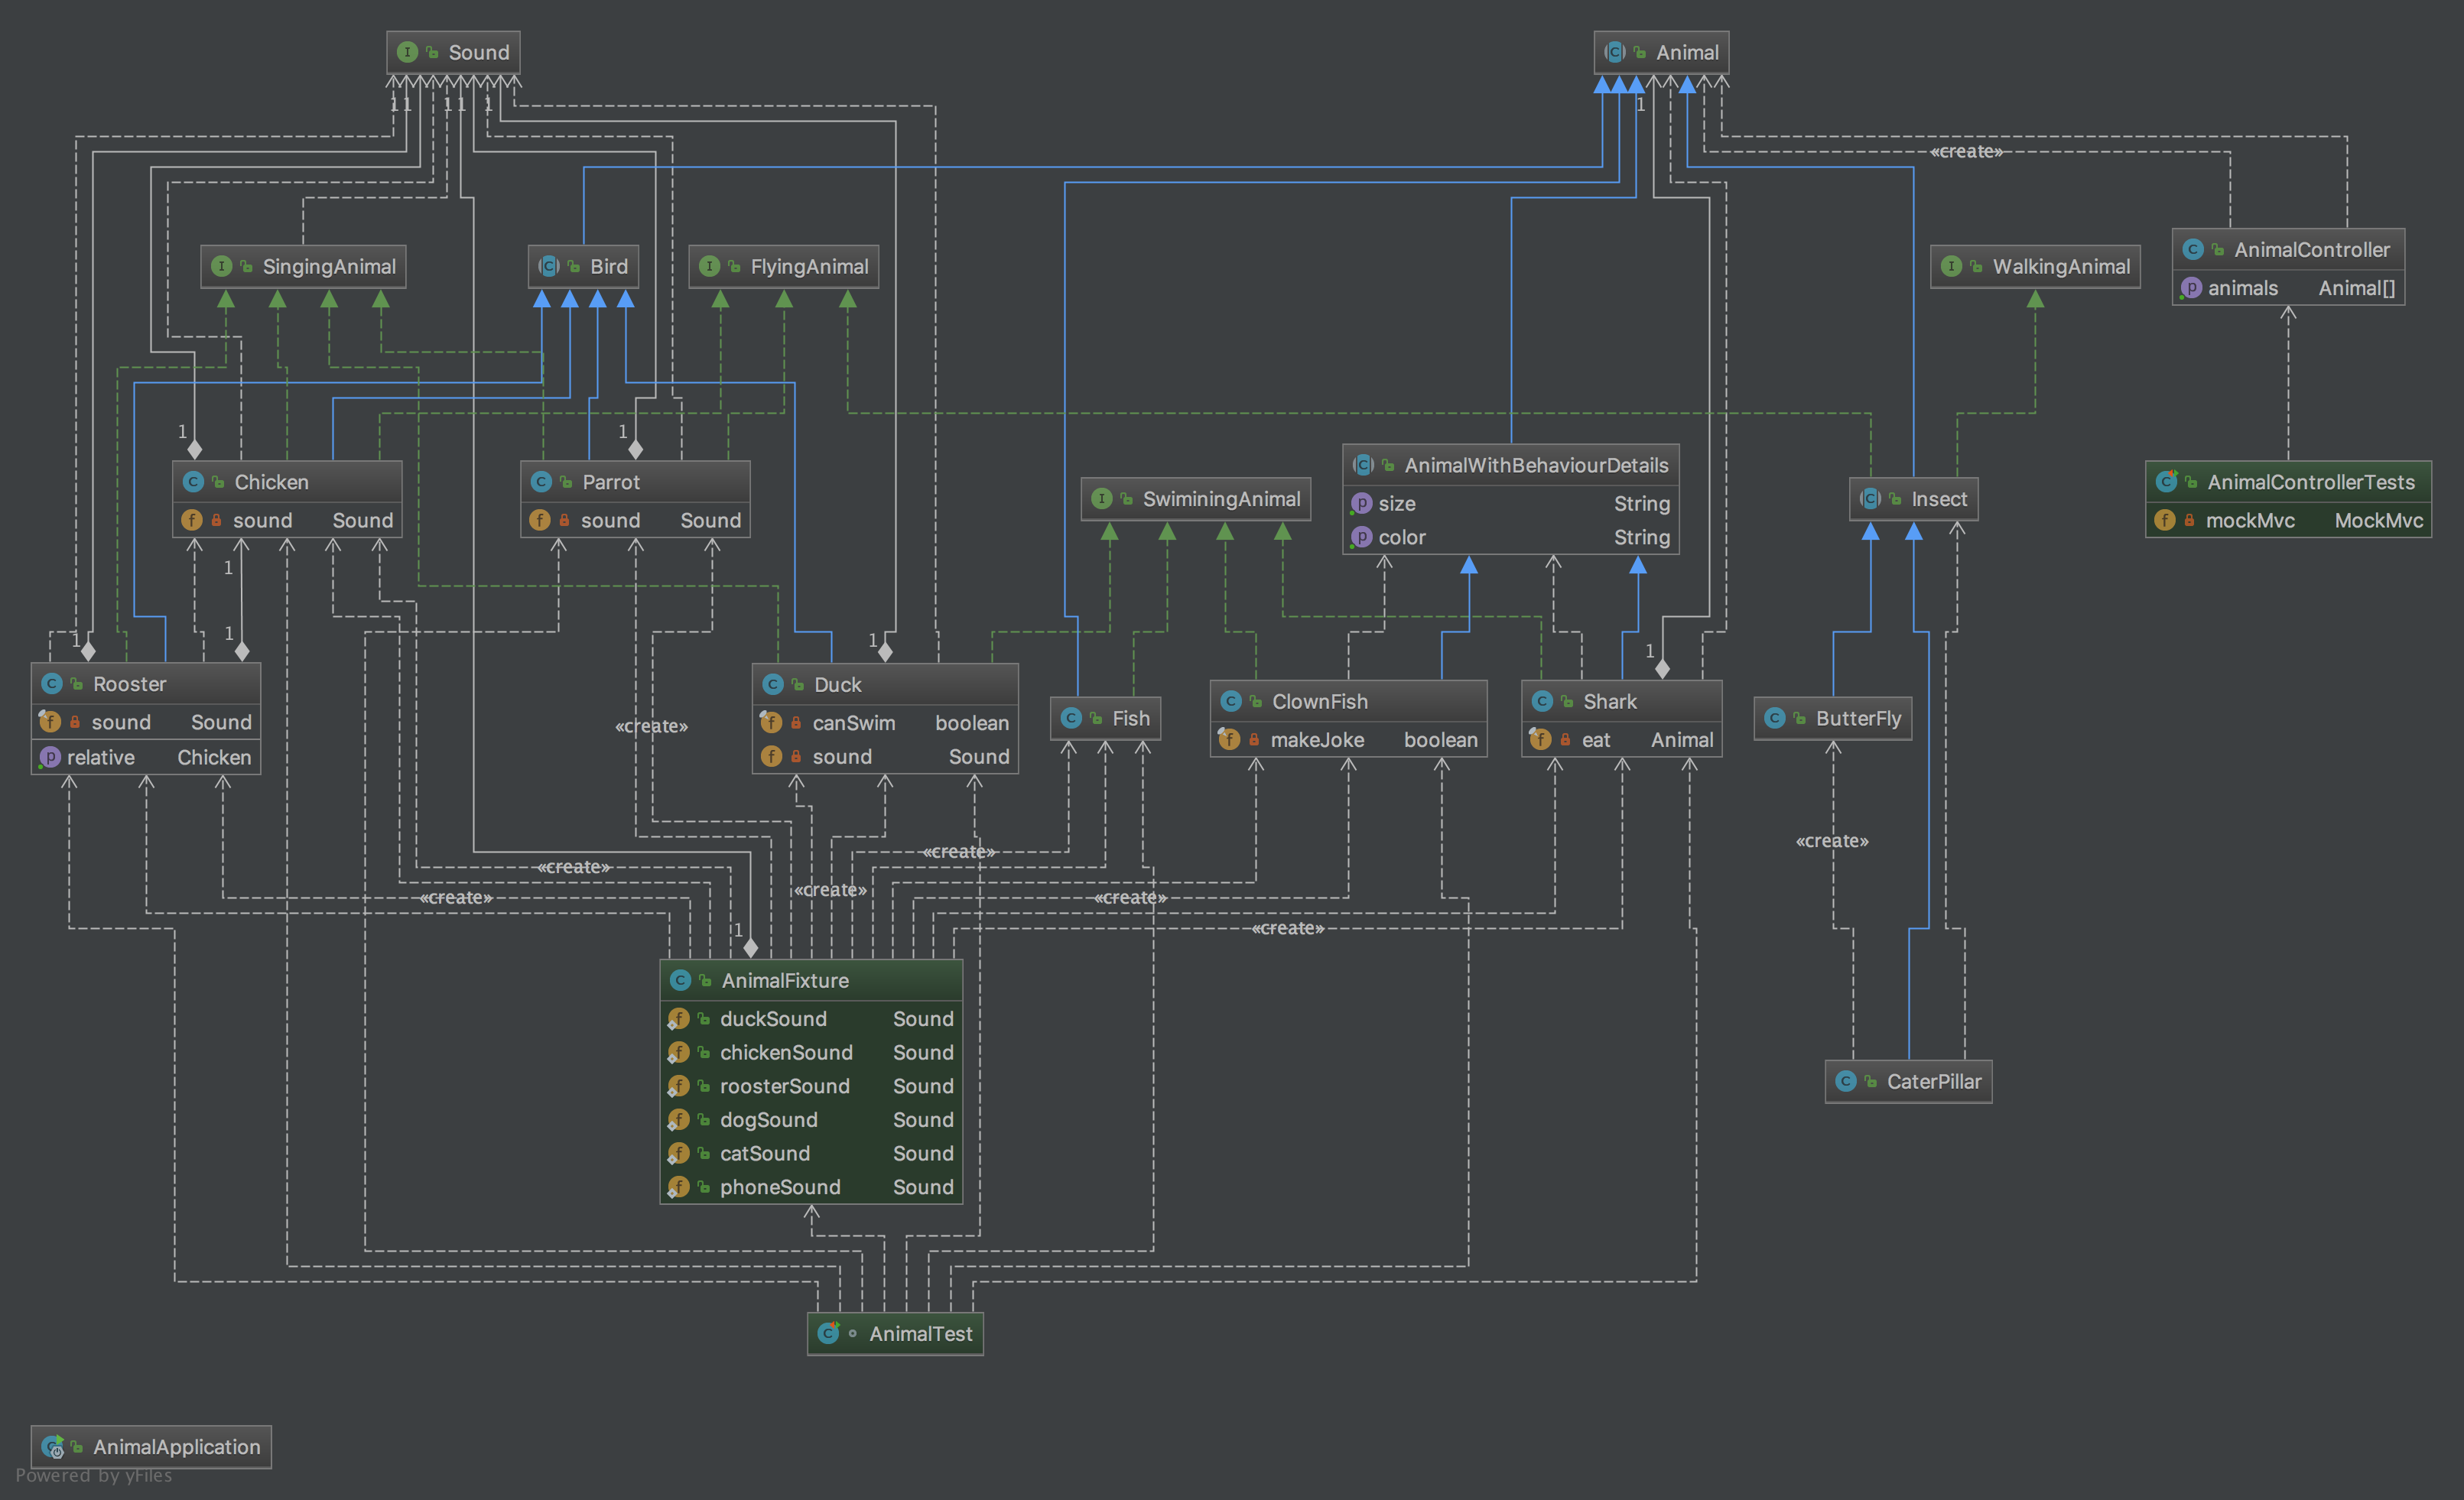 Sound
Animal
1 1 1 1 1
1
«create»
SingingAnimal
Bird
FlyingAnimal
WalkingAnimal
AnimalController
animals Animal[]
1
1
Chicken
sound Sound
Parrot
sound Sound
SwiminingAnimal
AnimalWithBehaviourDetails
size String
color String
Insect
AnimalControllerTests
mockMvc MockMvc
1
1
1
1
1
Rooster
sound Sound
relative Chicken
«create»
Duck
canSwim boolean
sound Sound
Fish
ClownFish
makeJoke boolean
Shark
eat Animal
ButterFly
«create»
«create»
«create»
«create»
«create»
«create»
«create»
1
AnimalFixture
duckSound Sound
chickenSound Sound
roosterSound Sound
dogSound Sound
catSound Sound
phoneSound Sound
CaterPillar
AnimalTest
AnimalApplication
Powered by yFiles